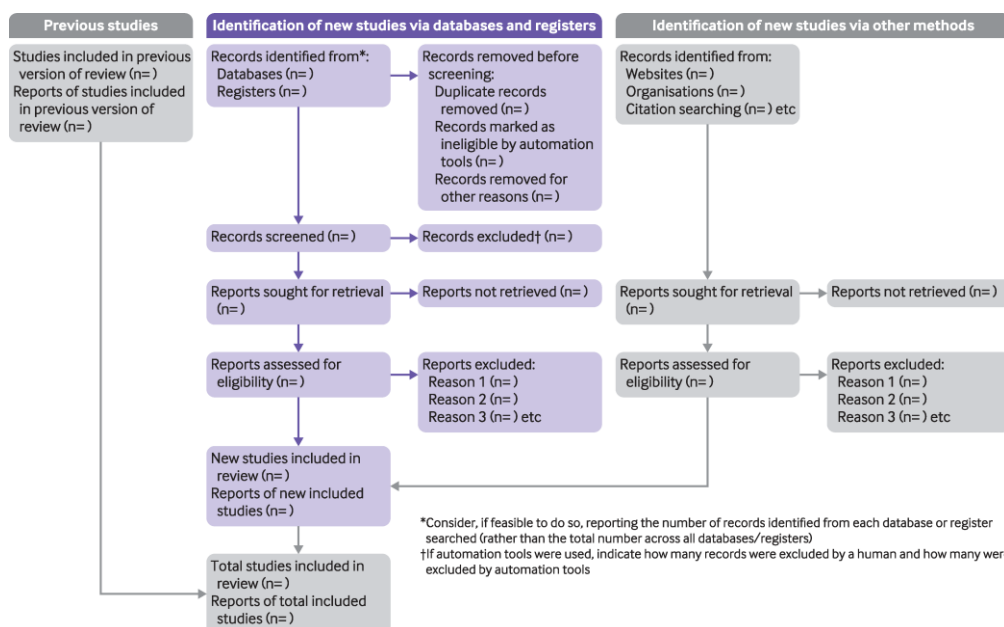 Previous studies
Identification of new studies via databases and registers
Identification of new studies via other methods
Studies included in previous
version of review (n= )
Reports of studies included
in previous version of
review (n= )
Records identified from*:
Databases (n= )
Registers (n= )
Records removed before
screening:
Duplicate records
removed (n= )
Records marked as
ineligible by automation
tools (n= )
Records removed for
other reasons (n= )
Records identified from:
Websites (n= )
Organisations (n= )
Citation searching (n= ) etc
Records screened (n= )
Records excluded† (n= )
Reports sought for retrieval
(n= )
Reports not retrieved (n= )
Reports sought for retrieval
(n= )
Reports not retrieved (n= )
Reports assessed for
eligibility (n= )
Reports excluded:
Reason 1 (n= )
Reason 2 (n= )
Reason 3 (n= ) etc
Reports assessed for
eligibility (n= )
Reports excluded:
Reason 1 (n= )
Reason 2 (n= )
Reason 3 (n= ) etc
New studies included in
review (n= )
Reports of new included
studies (n= )
Total studies included in
review (n= )
Reports of total included
studies (n= )
*Consider, if feasible to do so, reporting the number of records identified from each database or register
searched (rather than the total number across all databases/registers)
†If automation tools were used, indicate how many records were excluded by a human and how many wer
excluded by automation tools